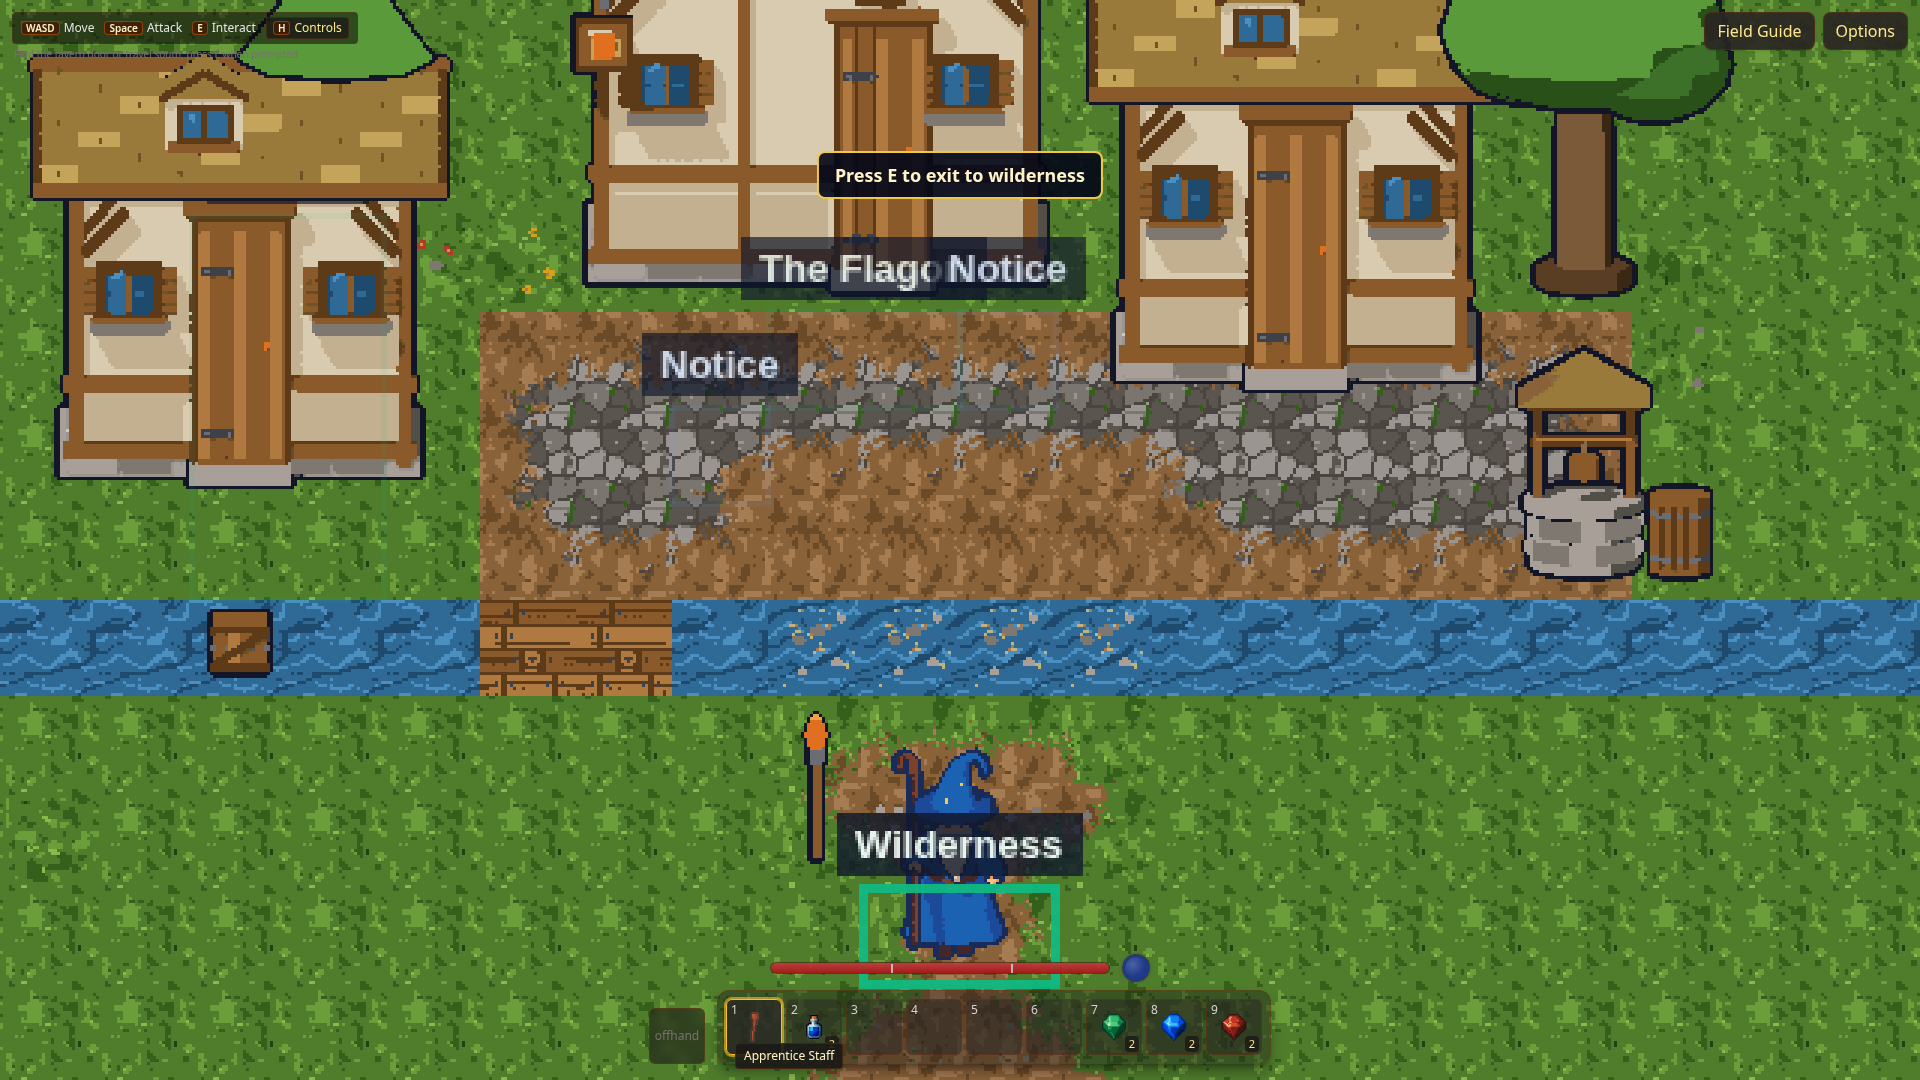 WASD Move Space Attack E Interact H Controls
Field Guide Options
Press E to exit to wilderness
The Flago Notice
Notice
Wilderness
offhand
1 2 3 4 5 6 7 8 9
2 2 2
Apprentice Staff